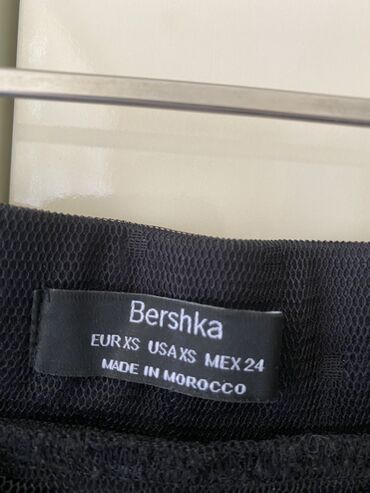 Bershka
EUR XS USA XS MEX 24
MADE IN MOROCCO